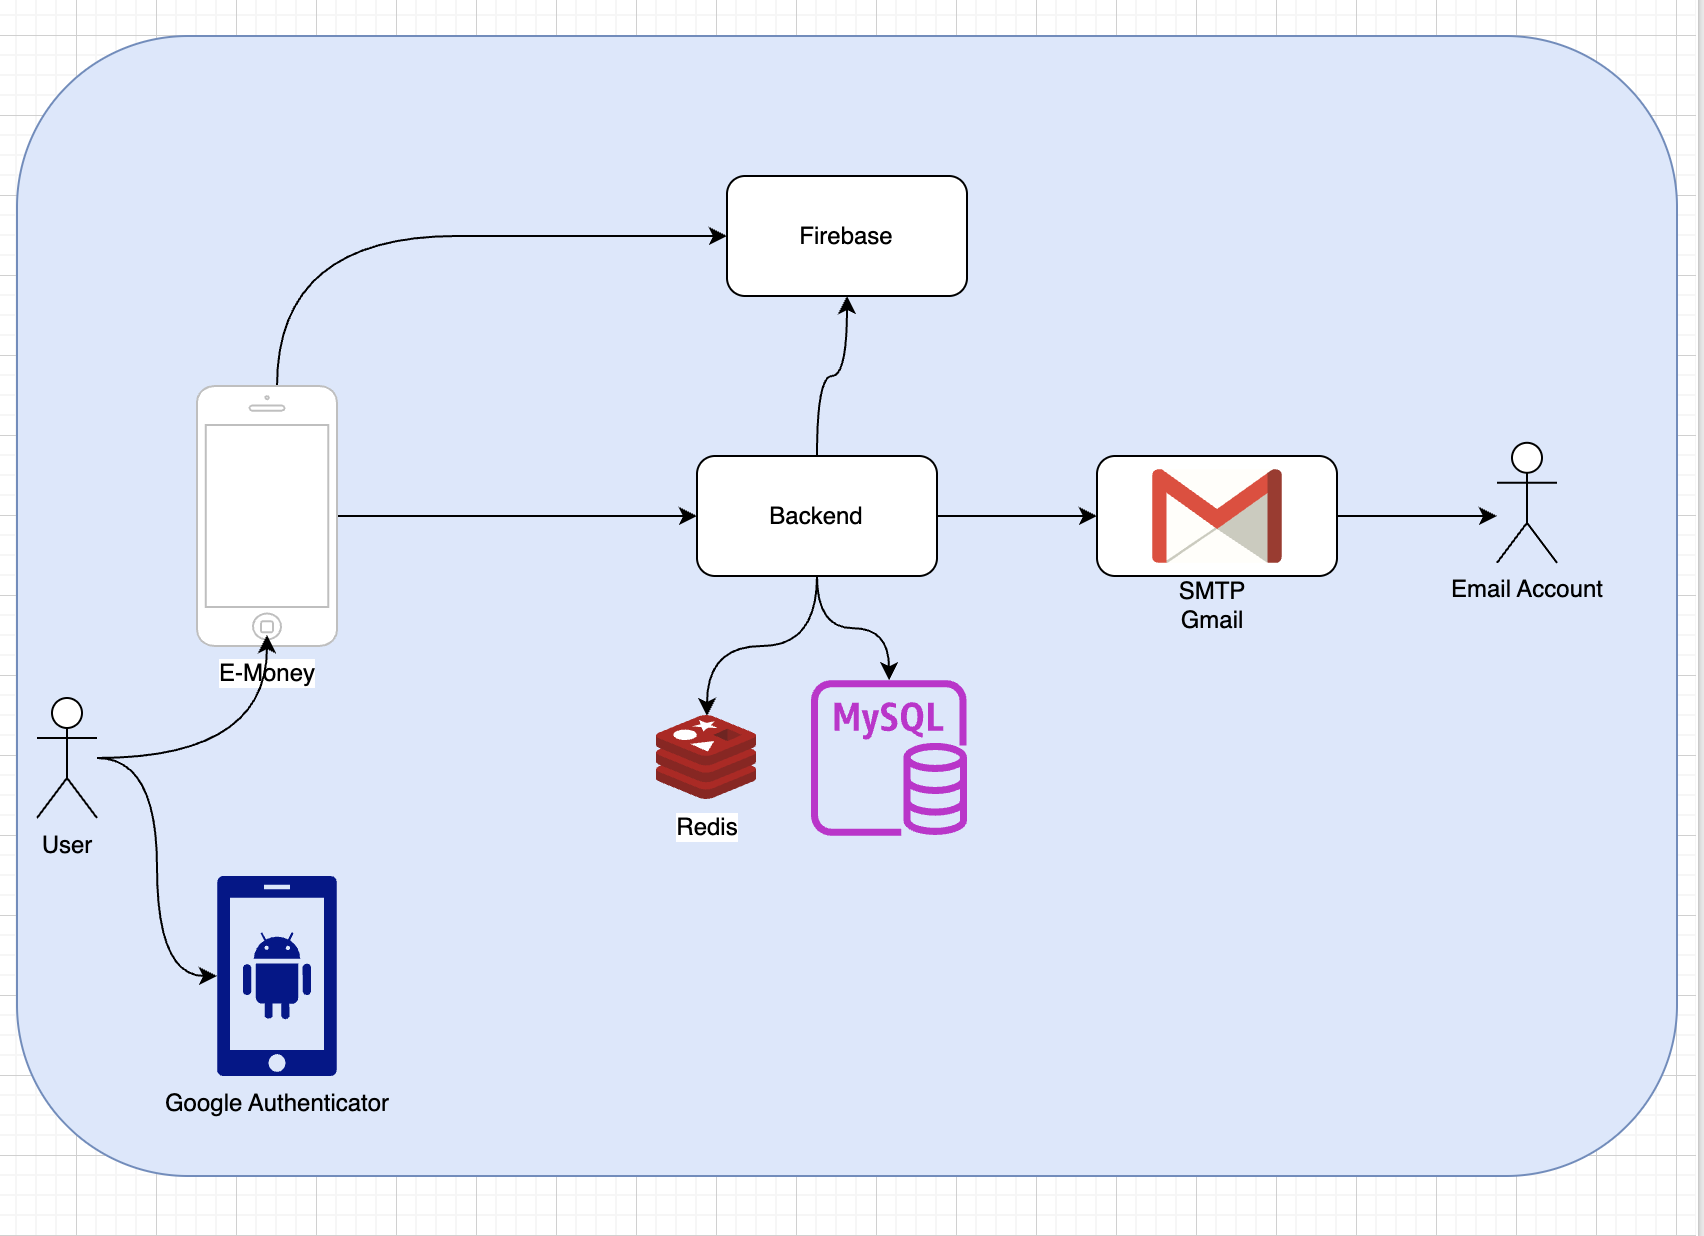 Firebase
Backend
SMTP
Gmail
Email Account
E-Money
MySQL
Redis
User
Google Authenticator